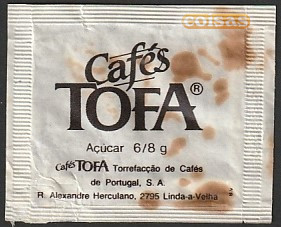 coisas
Cafés
TOFA®
Açúcar 6/8 g
Cafés TOFA Torrefacção de Cafés
de Portugal, S. A.
R. Alexandre Herculano, 2795 Linda-a-Velha